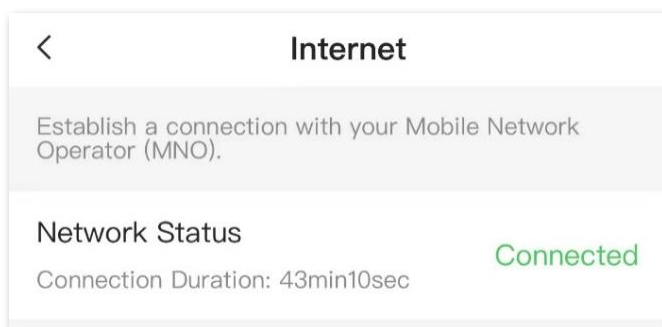 Internet
Establish a connection with your Mobile Network
Operator (MNO).
Network Status
Connected
Connection Duration: 43min10sec